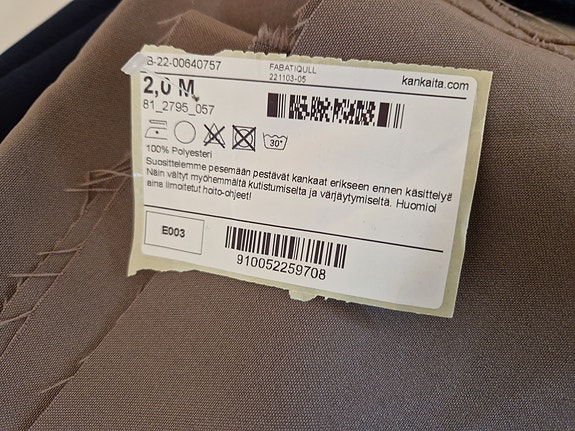 B-22-00640757
FABATIQULL
221103-05
kankaita.com
2,0 M
81_2795_057
30°
100% Polyesteri
Suosittelemme pesemään pestävät kankaat erikseen ennen käsittelyä
Näin vältyt myöhemmältä kutistumiselta ja värjäytymiseltä. Huomioi
aina ilmoitetut hoito-ohjeet!
E003
910052259708